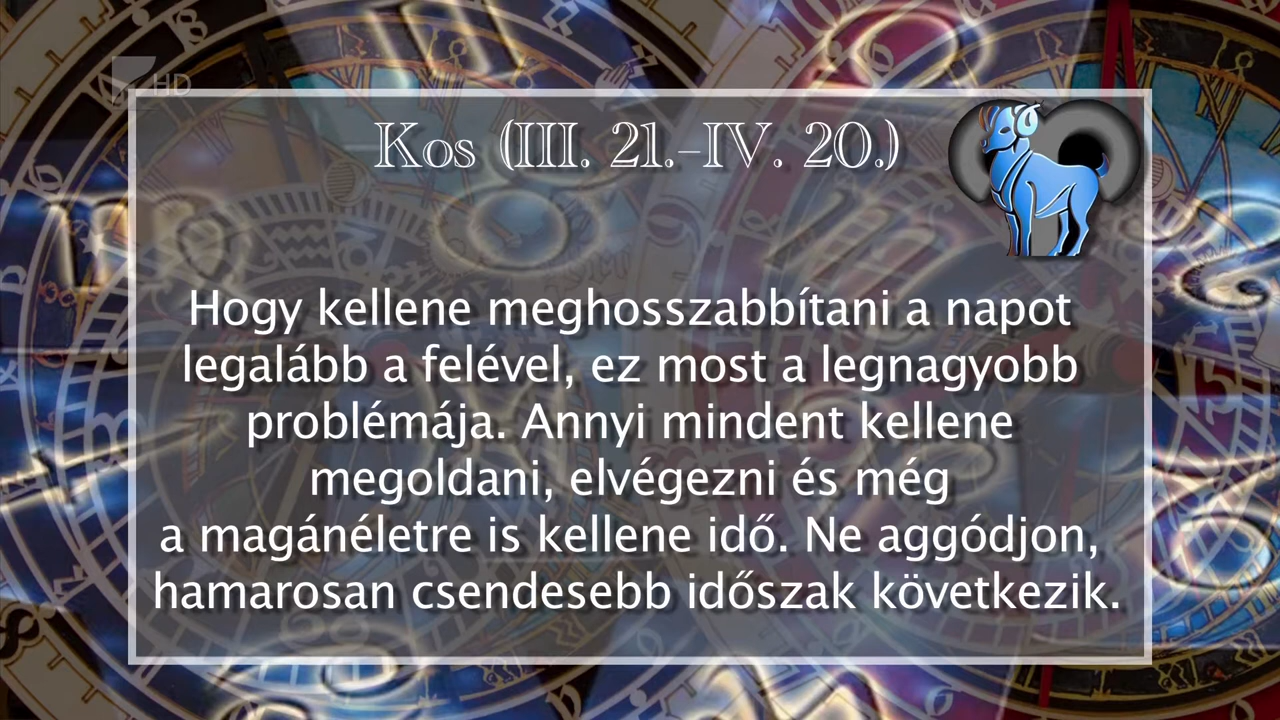 HD
Kos (III. 21.-IV. 20.)
Hogy kellene meghosszabbítani a napot
legalább a felével, ez most a legnagyobb
problémája. Annyi mindent kellene
megoldani, elvégezni és még
a magánéletre is kellene idő. Ne aggódjon,
hamarosan csendesebb időszak következik.